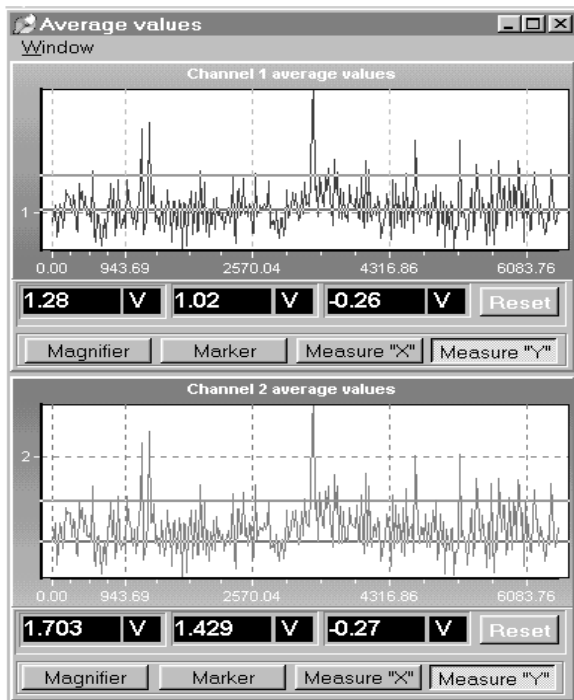 Average values
Window
Channel 1 average values
1
0.00 943.69 2570.04 4316.86 6083.76
1.28 V 1.02 V -0.26 V Reset
Magnifier Marker Measure "X" Measure "Y"
Channel 2 average values
2
0.00 943.69 2570.04 4316.86 6083.76
1.703 V 1.429 V -0.27 V Reset
Magnifier Marker Measure "X" Measure "Y"